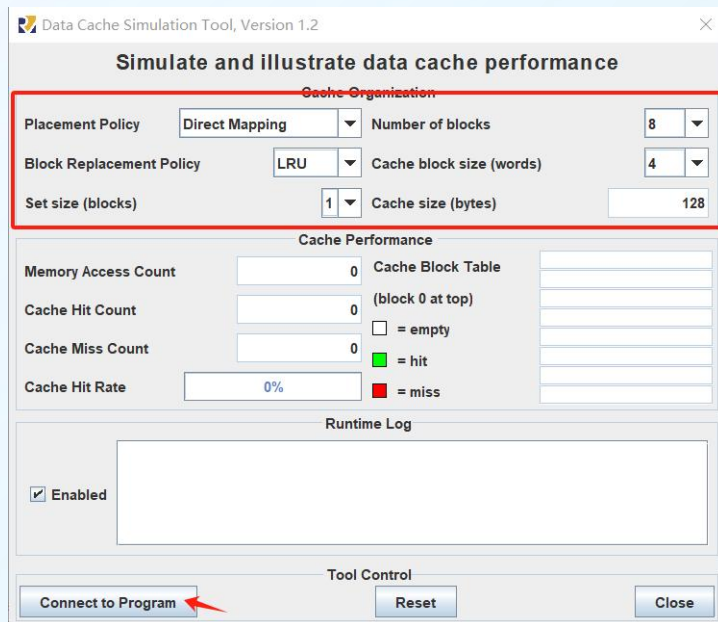 Data Cache Simulation Tool, Version 1.2
Simulate and illustrate data cache performance
Cache Organization
Placement Policy Direct Mapping Number of blocks 8
Block Replacement Policy LRU Cache block size (words) 4
Set size (blocks) 1 Cache size (bytes) 128
Cache Performance
Memory Access Count 0 Cache Block Table
(block 0 at top)
Cache Hit Count 0
= empty
Cache Miss Count 0
= hit
Cache Hit Rate 0%
= miss
Runtime Log
Enabled
Tool Control
Connect to Program Reset Close